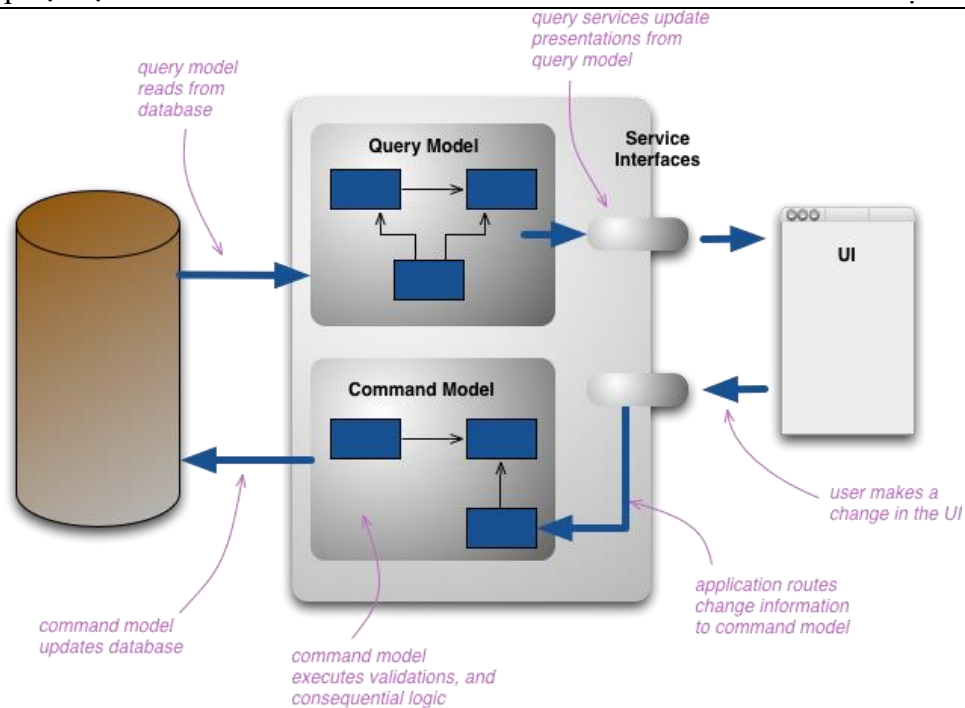 query services update
presentations from
query model
query model
reads from
database
Query Model
Service
Interfaces
UI
Command Model
user makes a
change in the UI
application routes
change information
to command model
command model
updates database
command model
executes validations, and
consequential logic